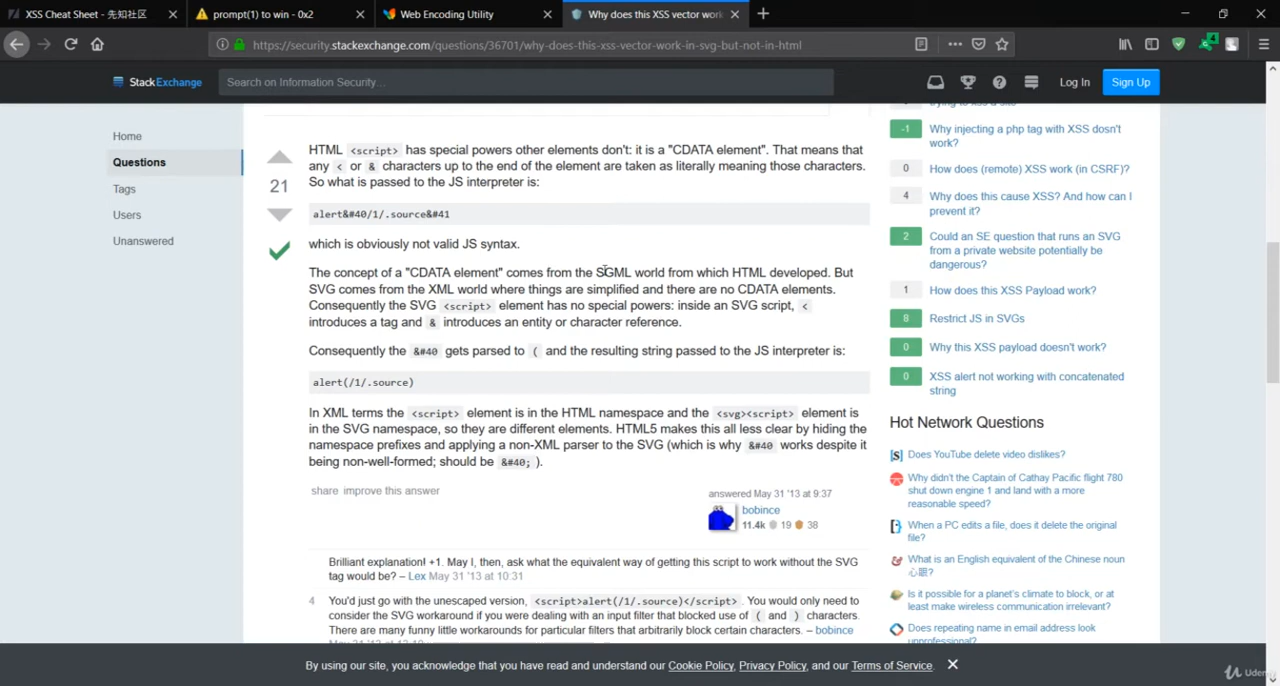 XSS Cheat Sheet - 先知社区
prompt(1) to win - 0x2
Web Encoding Utility
Why does this XSS vector wor
https://security.stackexchange.com/questions/36701/why-does-this-xss-vector-work-in-svg-but-not-in-html
4
StackExchange
Search on Information Security…
Log In
Sign Up
Home
Questions
Tags
Users
Unanswered
HTML <script> has special powers other elements don't: it is a "CDATA element". That means that
any < or & characters up to the end of the element are taken as literally meaning those characters.
21
So what is passed to the JS interpreter is:
alert&#40/1/.source&#41
which is obviously not valid JS syntax.
The concept of a "CDATA element" comes from the SGML world from which HTML developed. But
SVG comes from the XML world where things are simplified and there are no CDATA elements.
Consequently the SVG <script> element has no special powers: inside an SVG script, <
introduces a tag and & introduces an entity or character reference.
Consequently the &#40 gets parsed to ( and the resulting string passed to the JS interpreter is:
alert(/1/.source)
In XML terms the <script> element is in the HTML namespace and the <svg><script> element is
in the SVG namespace, so they are different elements. HTML5 makes this all less clear by hiding the
namespace prefixes and applying a non-XML parser to the SVG (which is why &#40 works despite it
being non-well-formed; should be &#40; ).
share improve this answer
answered May 31 '13 at 9:37
bobince
11.4k 19 38
Brilliant explanation! +1. May I, then, ask what the equivalent way of getting this script to work without the SVG
tag would be? – Lex May 31 '13 at 10:31
4 You'd just go with the unescaped version, <script>alert(/1/.source)</script> . You would only need to
consider the SVG workaround if you were dealing with an input filter that blocked use of ( and ) characters.
There are many funny little workarounds for particular filters that arbitrarily block certain characters. – bobince
trying to xss a site
-1 Why injecting a php tag with XSS dosn't
work?
0 How does (remote) XSS work (in CSRF)?
4 Why does this cause XSS? And how can I
prevent it?
2 Could an SE question that runs an SVG
from a private website potentially be
dangerous?
1 How does this XSS Payload work?
8 Restrict JS in SVGs
0 Why this XSS payload doesn't work?
0 XSS alert not working with concatenated
string
Hot Network Questions
Does YouTube delete video dislikes?
Why didn't the Captain of Cathay Pacific flight 780
shut down engine 1 and land with a more
reasonable speed?
When a PC edits a file, does it delete the original
file?
What is an English equivalent of the Chinese noun
Is it possible for a planet's climate to block, or at
least make wireless communication irrelevant?
Does repeating name in email address look
unprofessional?
By using our site, you acknowledge that you have read and understand our Cookie Policy, Privacy Policy, and our Terms of Service.